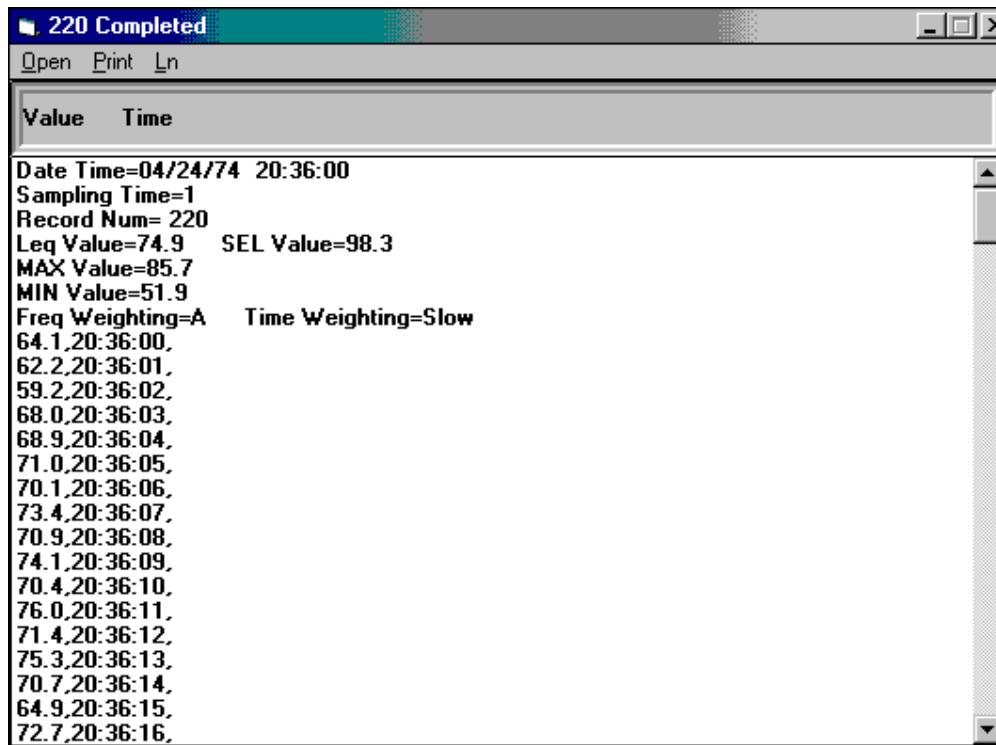 220 Completed
Open Print Ln
Value Time
Date Time=04/24/74 20:36:00
Sampling Time=1
Record Num= 220
Leq Value=74.9 SEL Value=98.3
MAX Value=85.7
MIN Value=51.9
Freq Weighting=A Time Weighting=Slow
64.1,20:36:00,
62.2,20:36:01,
59.2,20:36:02,
68.0,20:36:03,
68.9,20:36:04,
71.0,20:36:05,
70.1,20:36:06,
73.4,20:36:07,
70.9,20:36:08,
74.1,20:36:09,
70.4,20:36:10,
76.0,20:36:11,
71.4,20:36:12,
75.3,20:36:13,
70.7,20:36:14,
64.9,20:36:15,
72.7,20:36:16,